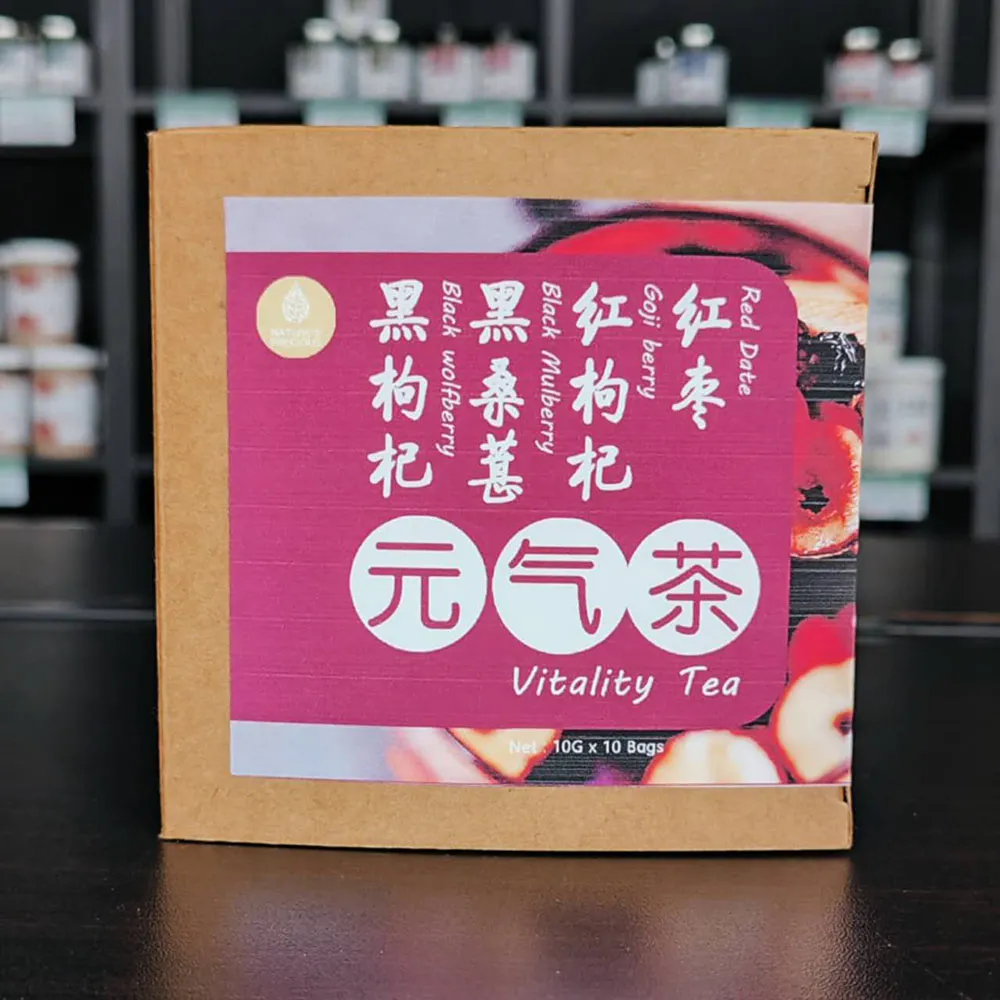 红枣
Red Date
红枸杞
Goji berry
黑桑葚
Black Mulberry
黑枸杞
Black wolfberry
元气茶
Vitality Tea
Net : 10G x 10 Bags